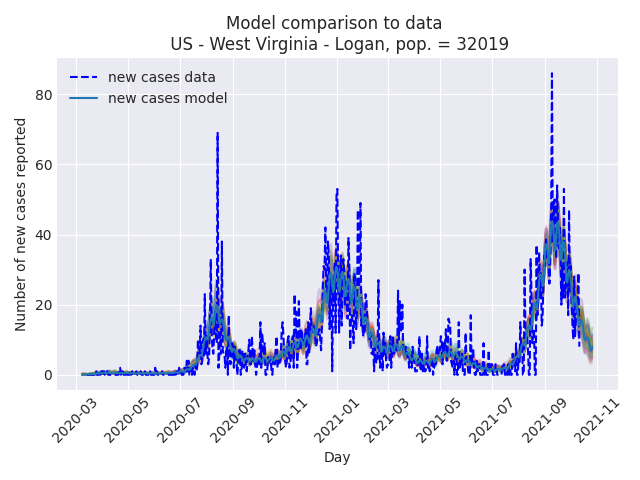 Model comparison to data
US - West Virginia - Logan, pop. = 32019
new cases data
new cases model
Number of new cases reported
80
60
40
20
0
2020-03
2020-05
2020-07
2020-09
2020-11
2021-01
2021-03
2021-05
2021-07
2021-09
2021-11
Day